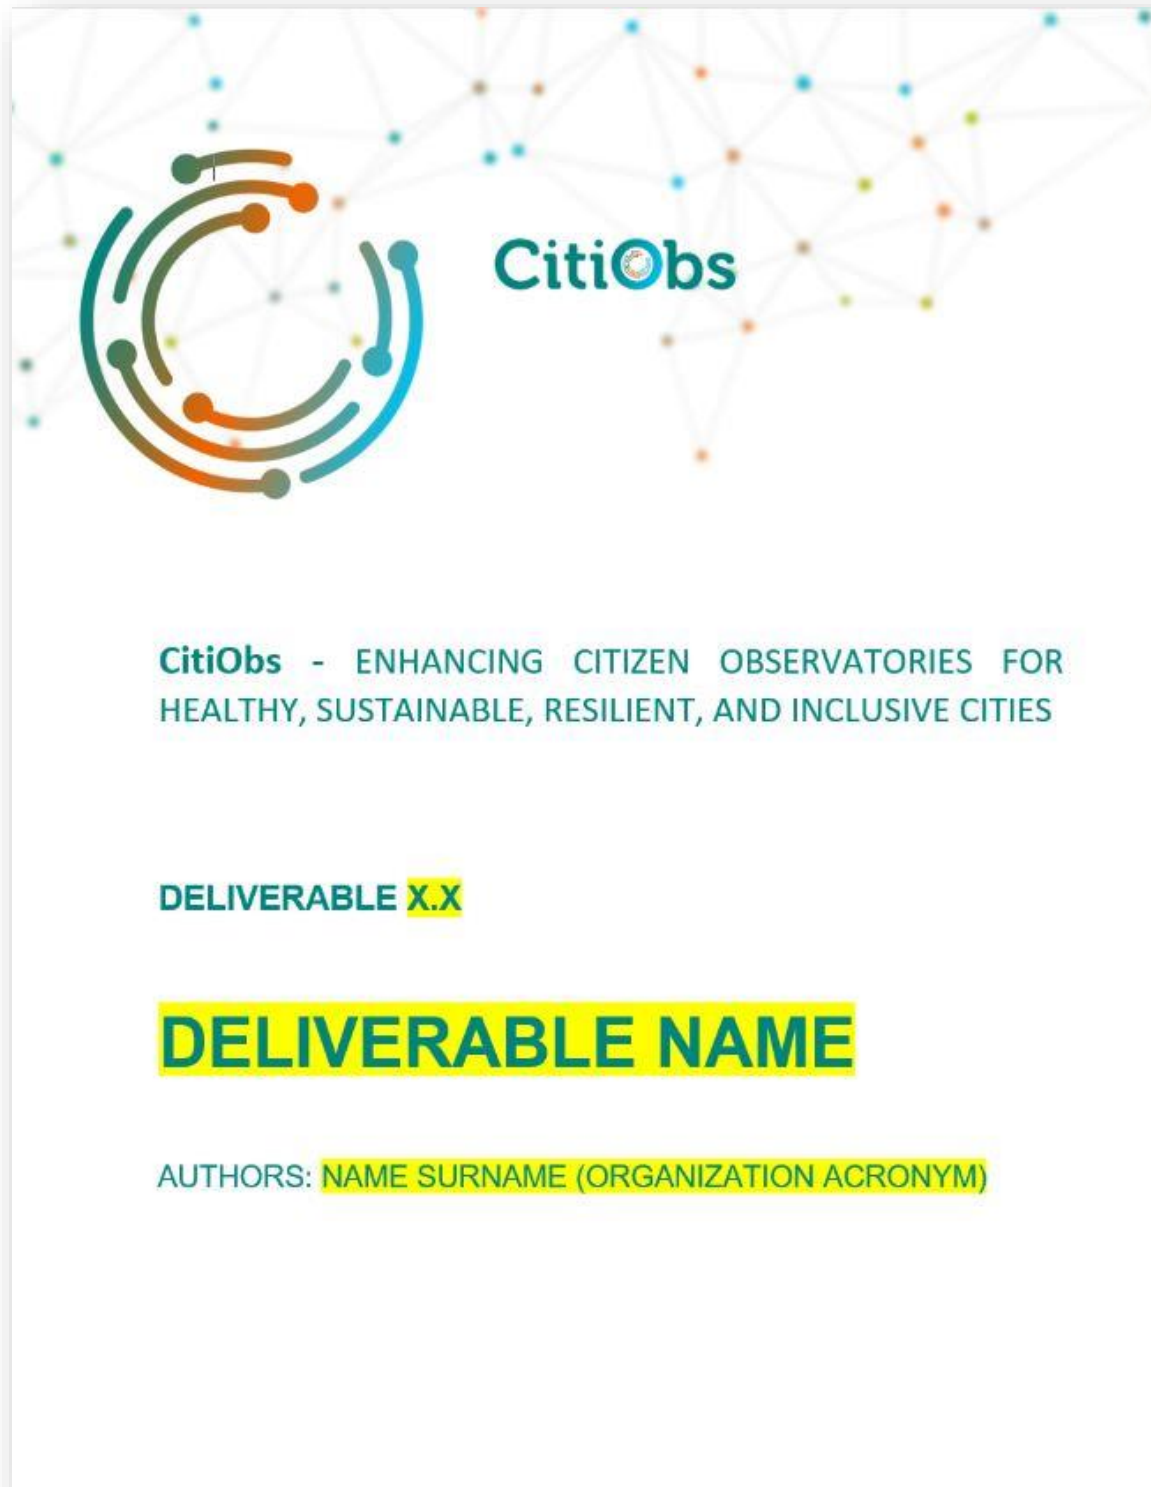 CitiObs
CitiObs - ENHANCING CITIZEN OBSERVATORIES FOR
HEALTHY, SUSTAINABLE, RESILIENT, AND INCLUSIVE CITIES
DELIVERABLE X.X
DELIVERABLE NAME
AUTHORS: NAME SURNAME (ORGANIZATION ACRONYM)